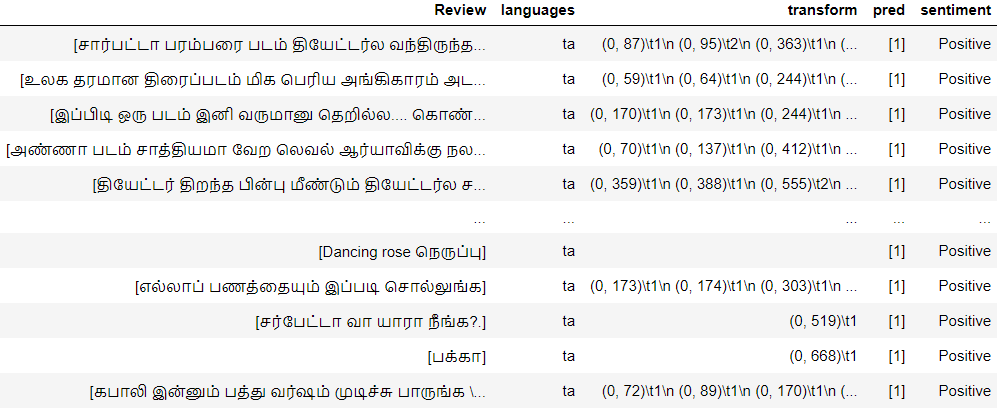 Review languages transform pred sentiment
[சார்பட்டா பரம்பரை படம் தியேட்டர்ல வந்திருந்த... ta (0, 87)\t1\n (0, 95)\t2\n (0, 363)\t1\n (... [1] Positive
[உலக தரமான திரைப்படம் மிக பெரிய அங்கிகாரம் அட... ta (0, 59)\t1\n (0, 64)\t1\n (0, 244)\t1\n (... [1] Positive
[இப்பிடி ஒரு படம் இனி வருமானு தெறில்ல.... கொண்... ta (0, 170)\t1\n (0, 173)\t1\n (0, 244)\t1\n ... [1] Positive
[அண்ணா படம் சாத்தியமா வேற லெவல் ஆர்யாவிக்கு நல... ta (0, 70)\t1\n (0, 137)\t1\n (0, 412)\t1\n ... [1] Positive
[தியேட்டர் திறந்த பின்பு மீண்டும் தியேட்டர்ல ச... ta (0, 359)\t1\n (0, 388)\t1\n (0, 555)\t2\n ... [1] Positive
... ... ... ... ...
[Dancing rose நெருப்பு] ta [1] Positive
[எல்லாப் பணத்தையும் இப்படி சொல்லுங்க] ta (0, 173)\t1\n (0, 174)\t1\n (0, 303)\t1\n ... [1] Positive
[சர்பேட்டா வா யாரா நீங்க?.] ta (0, 519)\t1 [1] Positive
[பக்கா] ta (0, 668)\t1 [1] Positive
[கபாலி இன்னும் பத்து வர்ஷம் முடிச்சு பாருங்க \... ta (0, 72)\t1\n (0, 89)\t1\n (0, 170)\t1\n (... [1] Positive